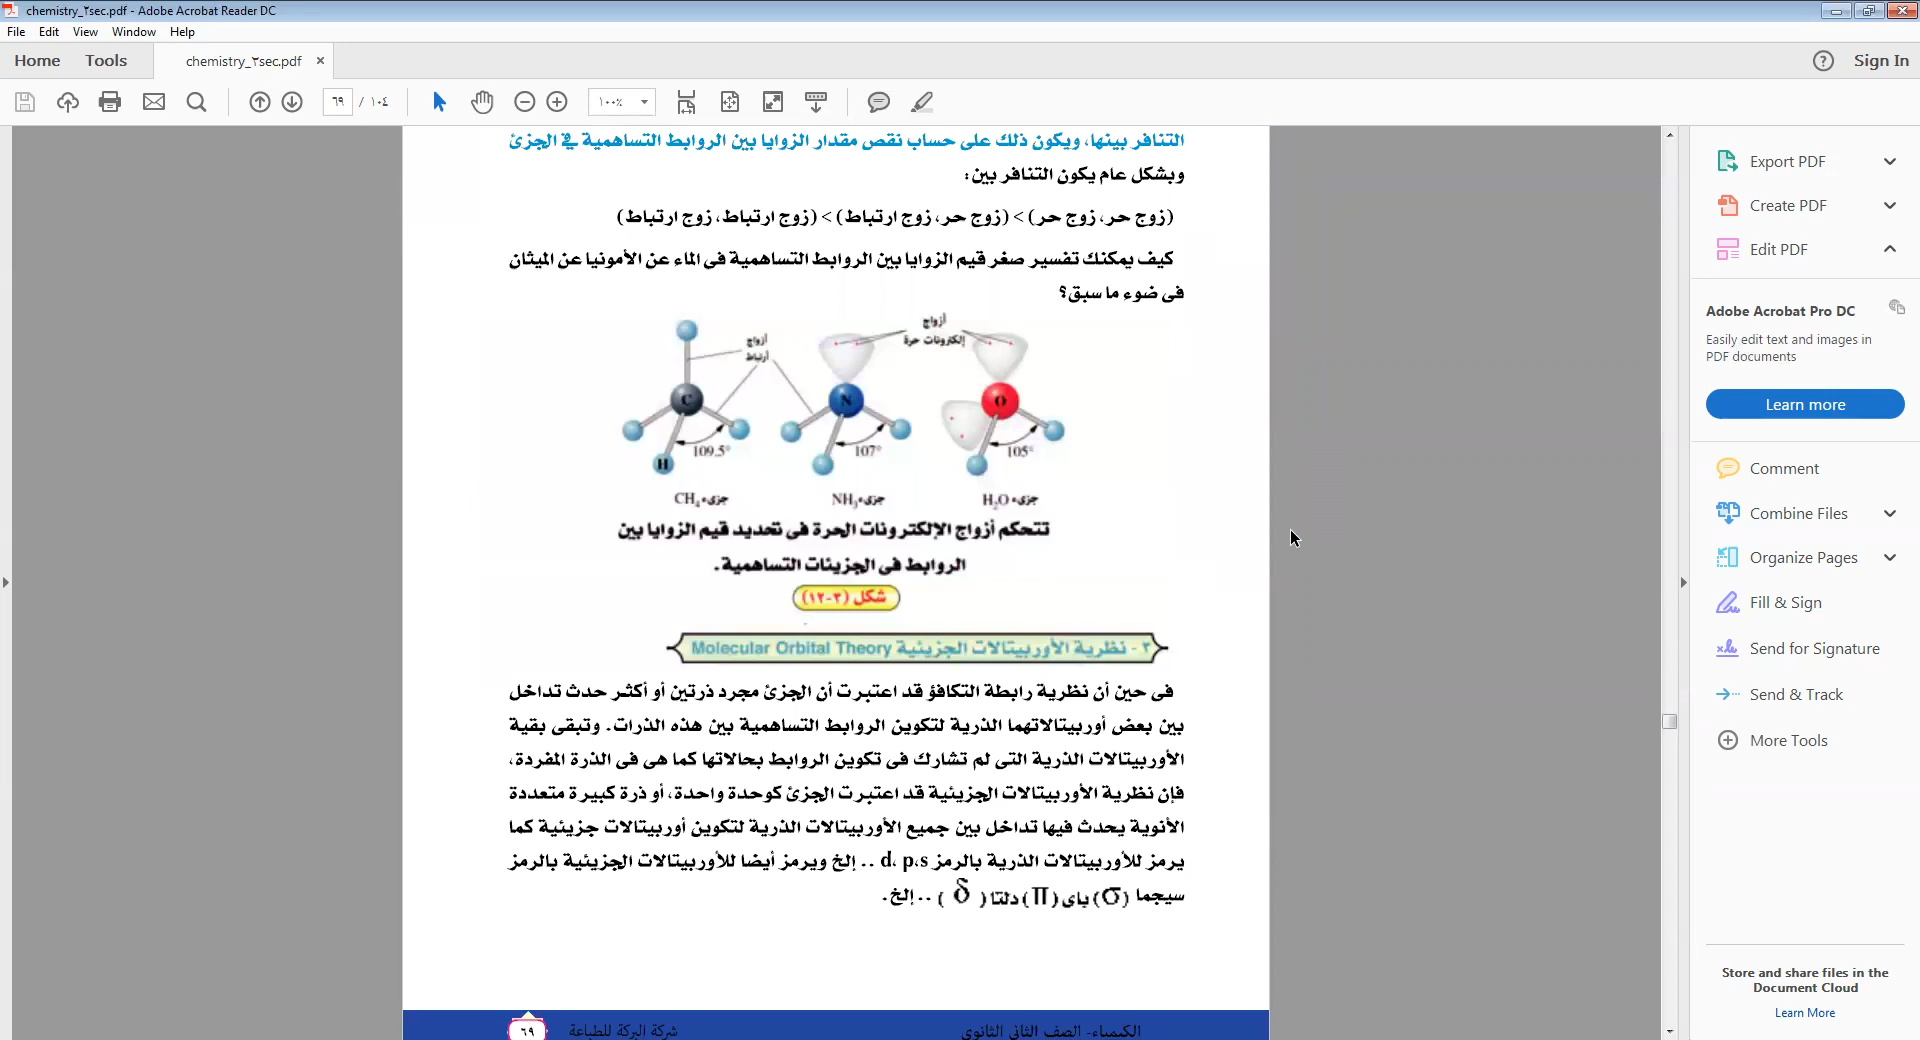 chemistry_٢sec.pdf - Adobe Acrobat Reader DC
File Edit View Window Help
Home Tools chemistry_٢sec.pdf × Sign In
٦٩ / ١٠٤ ١٠٠٪
التنافر بينها، ويكون ذلك على حساب نقص مقدار الزوايا بين الروابط التساهمية في الجزئ
وبشكل عام يكون التنافر بين:
(زوج حر، زوج حر) > (زوج حر، زوج ارتباط) > (زوج ارتباط، زوج ارتباط)
كيف يمكنك تفسير صغر قيم الزوايا بين الروابط التساهمية فى الماء عن الأمونيا عن الميثان
فى ضوء ما سبق؟
أزواج
إلكترونات حرة
أزواج
أرتباط
C N O
109.5° 107° 105°
H
جزىء CH4 جزىء NH3 جزىء H2O
تتحكم أزواج الإلكترونات الحرة فى تحديد قيم الزوايا بين
الروابط فى الجزيئات التساهمية.
شكل (٣-١٢)
٣ - نظرية الأوربيتالات الجزيئية Molecular Orbital Theory
فى حين أن نظرية رابطة التكافؤ قد اعتبرت أن الجزئ مجرد ذرتين أو أكثر حدث تداخل
بين بعض أوربيتالاتهما الذرية لتكوين الروابط التساهمية بين هذه الذرات. وتبقى بقية
الأوربيتالات الذرية التى لم تشارك فى تكوين الروابط بحالاتها كما هى فى الذرة المفردة،
فإن نظرية الأوربيتالات الجزيئية قد اعتبرت الجزئ كوحدة واحدة، أو ذرة كبيرة متعددة
الأنوية يحدث فيها تداخل بين جميع الأوربيتالات الذرية لتكوين أوربيتالات جزيئية كما
يرمز للأوربيتالات الذرية بالرمز d، p،s .. إلخ ويرمز أيضا للأوربيتالات الجزيئية بالرمز
سيجما (σ) باى (Π) دلتا ( δ ) .. إلخ.
الكيمياء- الصف الثانى الثانوى شركة البركة للطباعة ٦٩
Export PDF
Create PDF
Edit PDF
Adobe Acrobat Pro DC
Easily edit text and images in
PDF documents
Learn more
Comment
Combine Files
Organize Pages
Fill & Sign
Send for Signature
Send & Track
More Tools
Store and share files in the
Document Cloud
Learn More